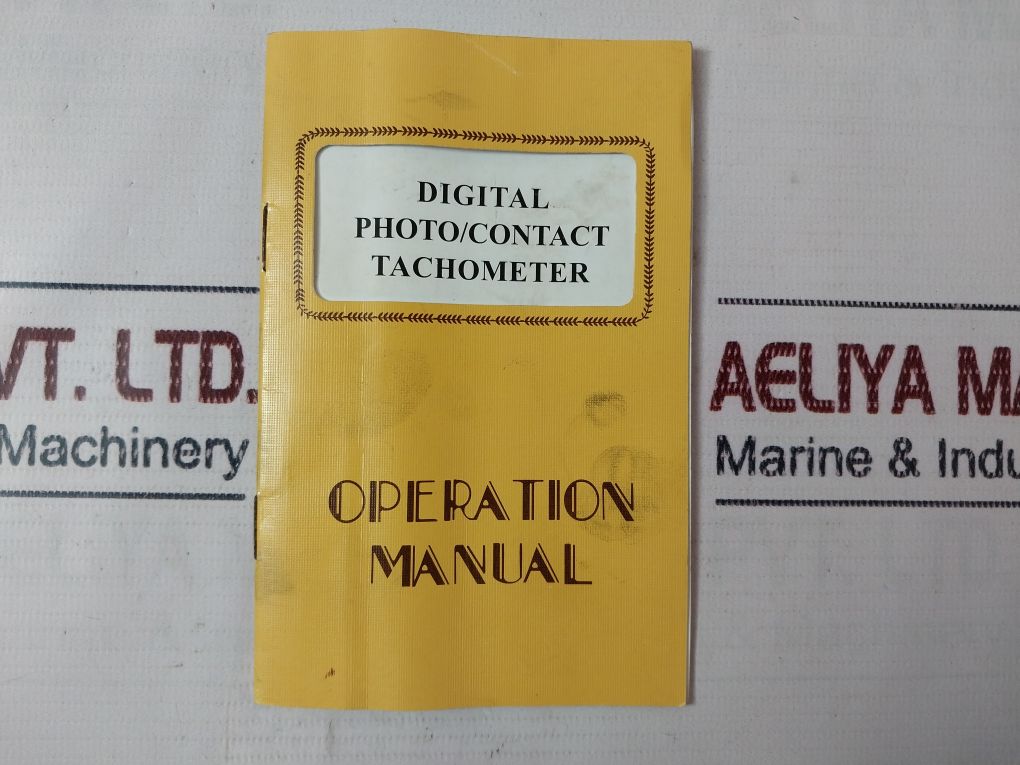 DIGITAL
PHOTO/CONTACT
TACHOMETER
OPERATION
MANUAL
VT. LTD.
Machinery
AELIYA MA
Marine & Indu